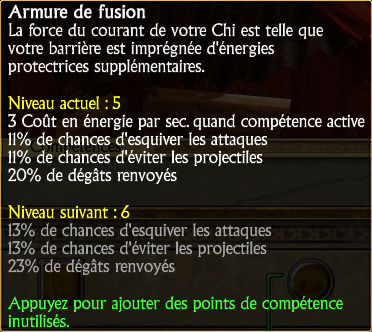 Armure de fusion
La force du courant de votre Chi est telle que
votre barrière est imprégnée d'énergies
protectrices supplémentaires.
Niveau actuel : 5
3 Coût en énergie par sec. quand compétence active
11% de chances d'esquiver les attaques
11% de chances d'éviter les projectiles
20% de dégâts renvoyés
Niveau suivant : 6
13% de chances d'esquiver les attaques
13% de chances d'éviter les projectiles
23% de dégâts renvoyés
Appuyez pour ajouter des points de compétence
inutilisés.